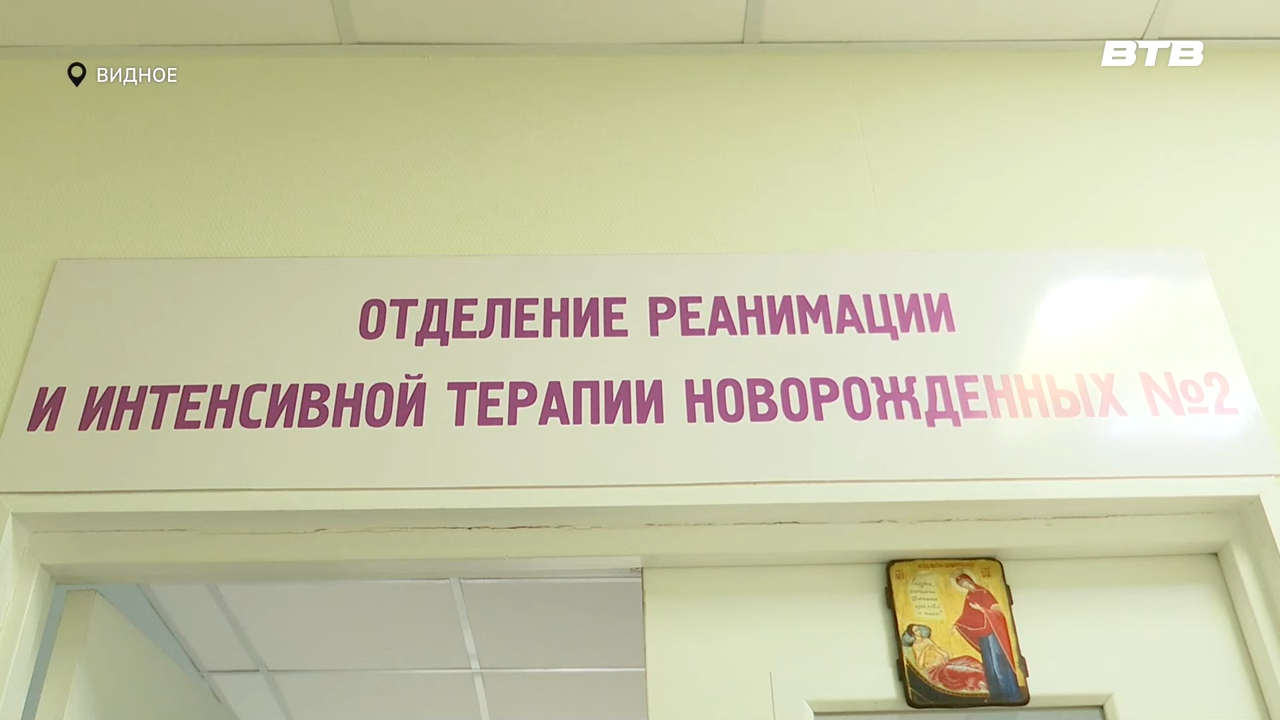 ВИДНОЕ
ВТВ
ОТДЕЛЕНИЕ РЕАНИМАЦИИ
И ИНТЕНСИВНОЙ ТЕРАПИИ НОВОРОЖДЕННЫХ №2